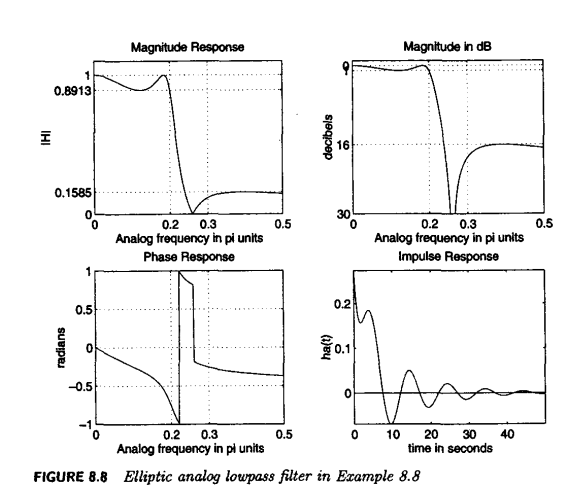 Magnitude Response
1
0.8913
|H|
0.1585
0
0 0.2 0.3 0.5
Analog frequency in pi units
Magnitude in dB
0
1
decibels
16
30
0 0.2 0.3 0.5
Analog frequency in pi units
Phase Response
1
0.5
radians
0
−0.5
−1
0 0.2 0.3 0.5
Analog frequency in pi units
Impulse Response
0.2
ha(t)
0.1
0
0 10 20 30 40
time in seconds
FIGURE 8.8 Elliptic analog lowpass filter in Example 8.8